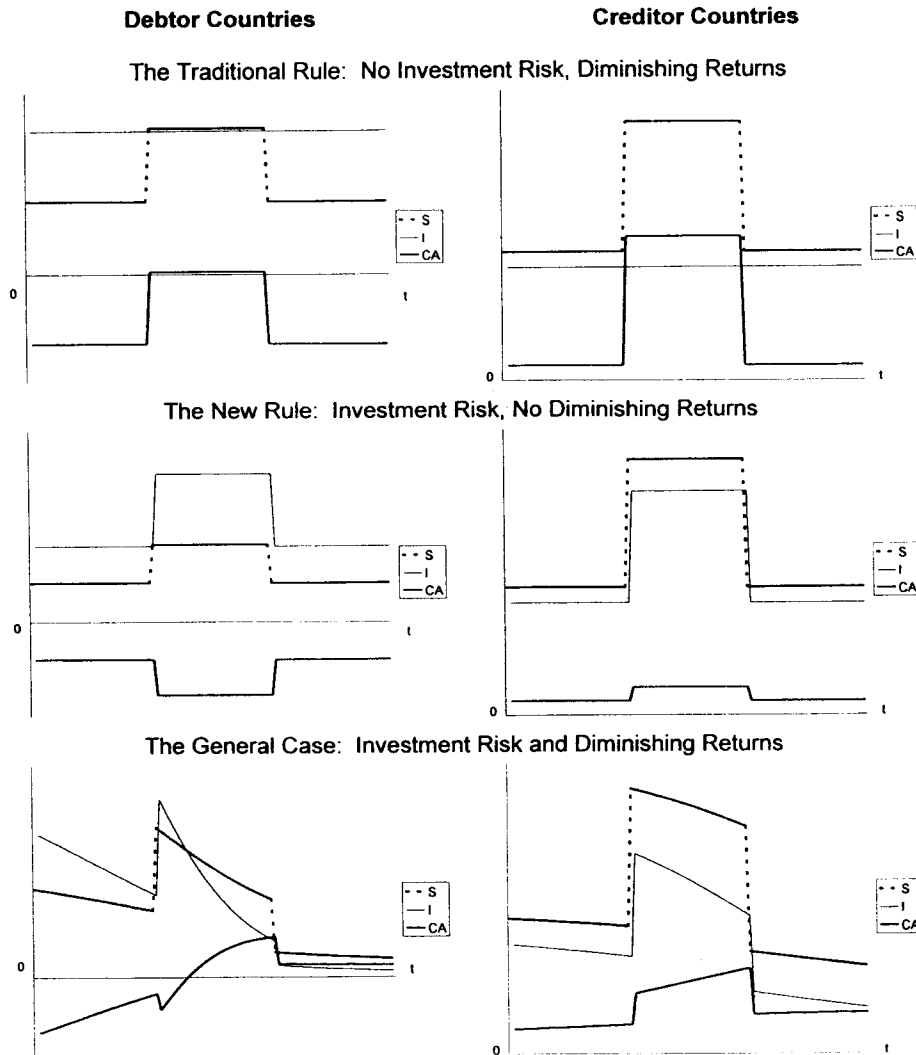 Debtor Countries
Creditor Countries
The Traditional Rule: No Investment Risk, Diminishing Returns
S
I
CA
0
t
S
I
CA
0
t
The New Rule: Investment Risk, No Diminishing Returns
S
I
CA
0
t
S
I
CA
0
t
The General Case: Investment Risk and Diminishing Returns
S
I
CA
0
t
S
I
CA
0
t